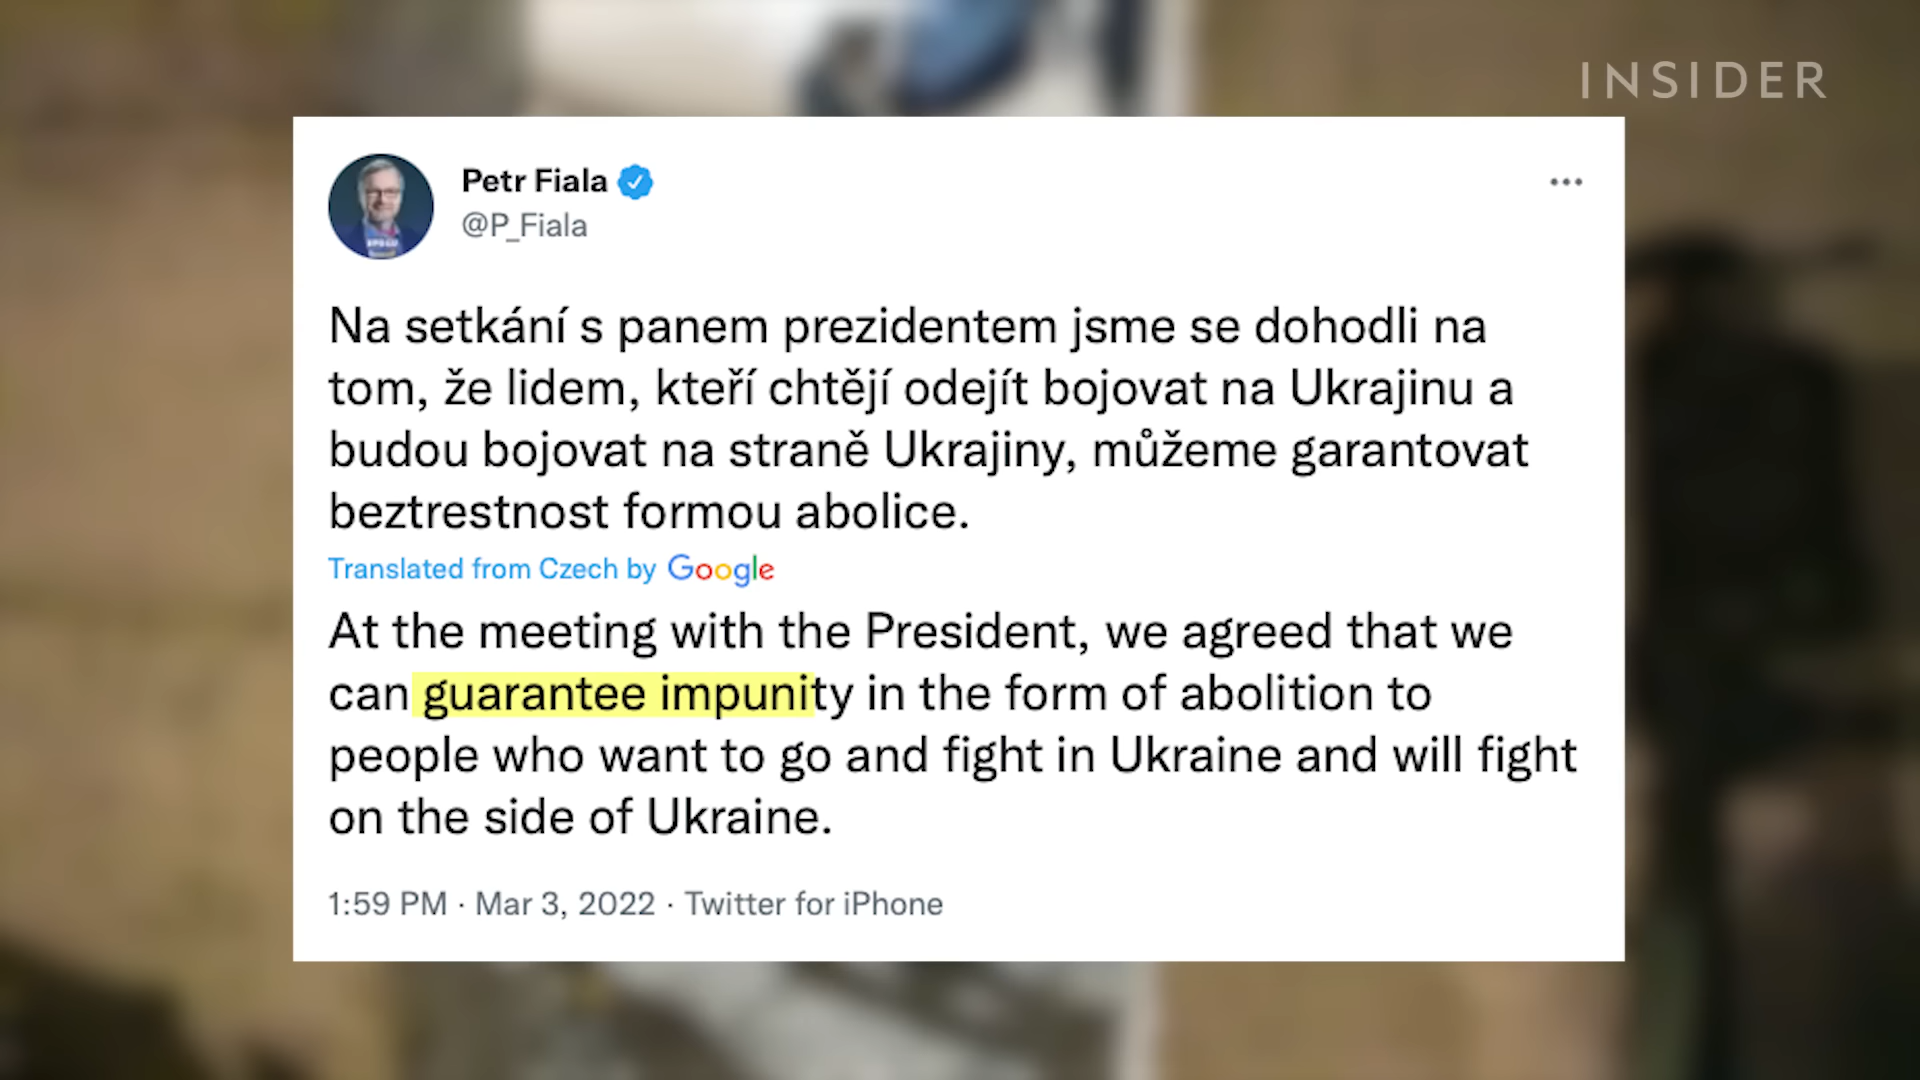 INSIDER
Petr Fiala
@P_Fiala
Na setkání s panem prezidentem jsme se dohodli na
tom, že lidem, kteří chtějí odejít bojovat na Ukrajinu a
budou bojovat na straně Ukrajiny, můžeme garantovat
beztrestnost formou abolice.
Translated from Czech by Google
At the meeting with the President, we agreed that we
can guarantee impunity in the form of abolition to
people who want to go and fight in Ukraine and will fight
on the side of Ukraine.
1:59 PM · Mar 3, 2022 · Twitter for iPhone